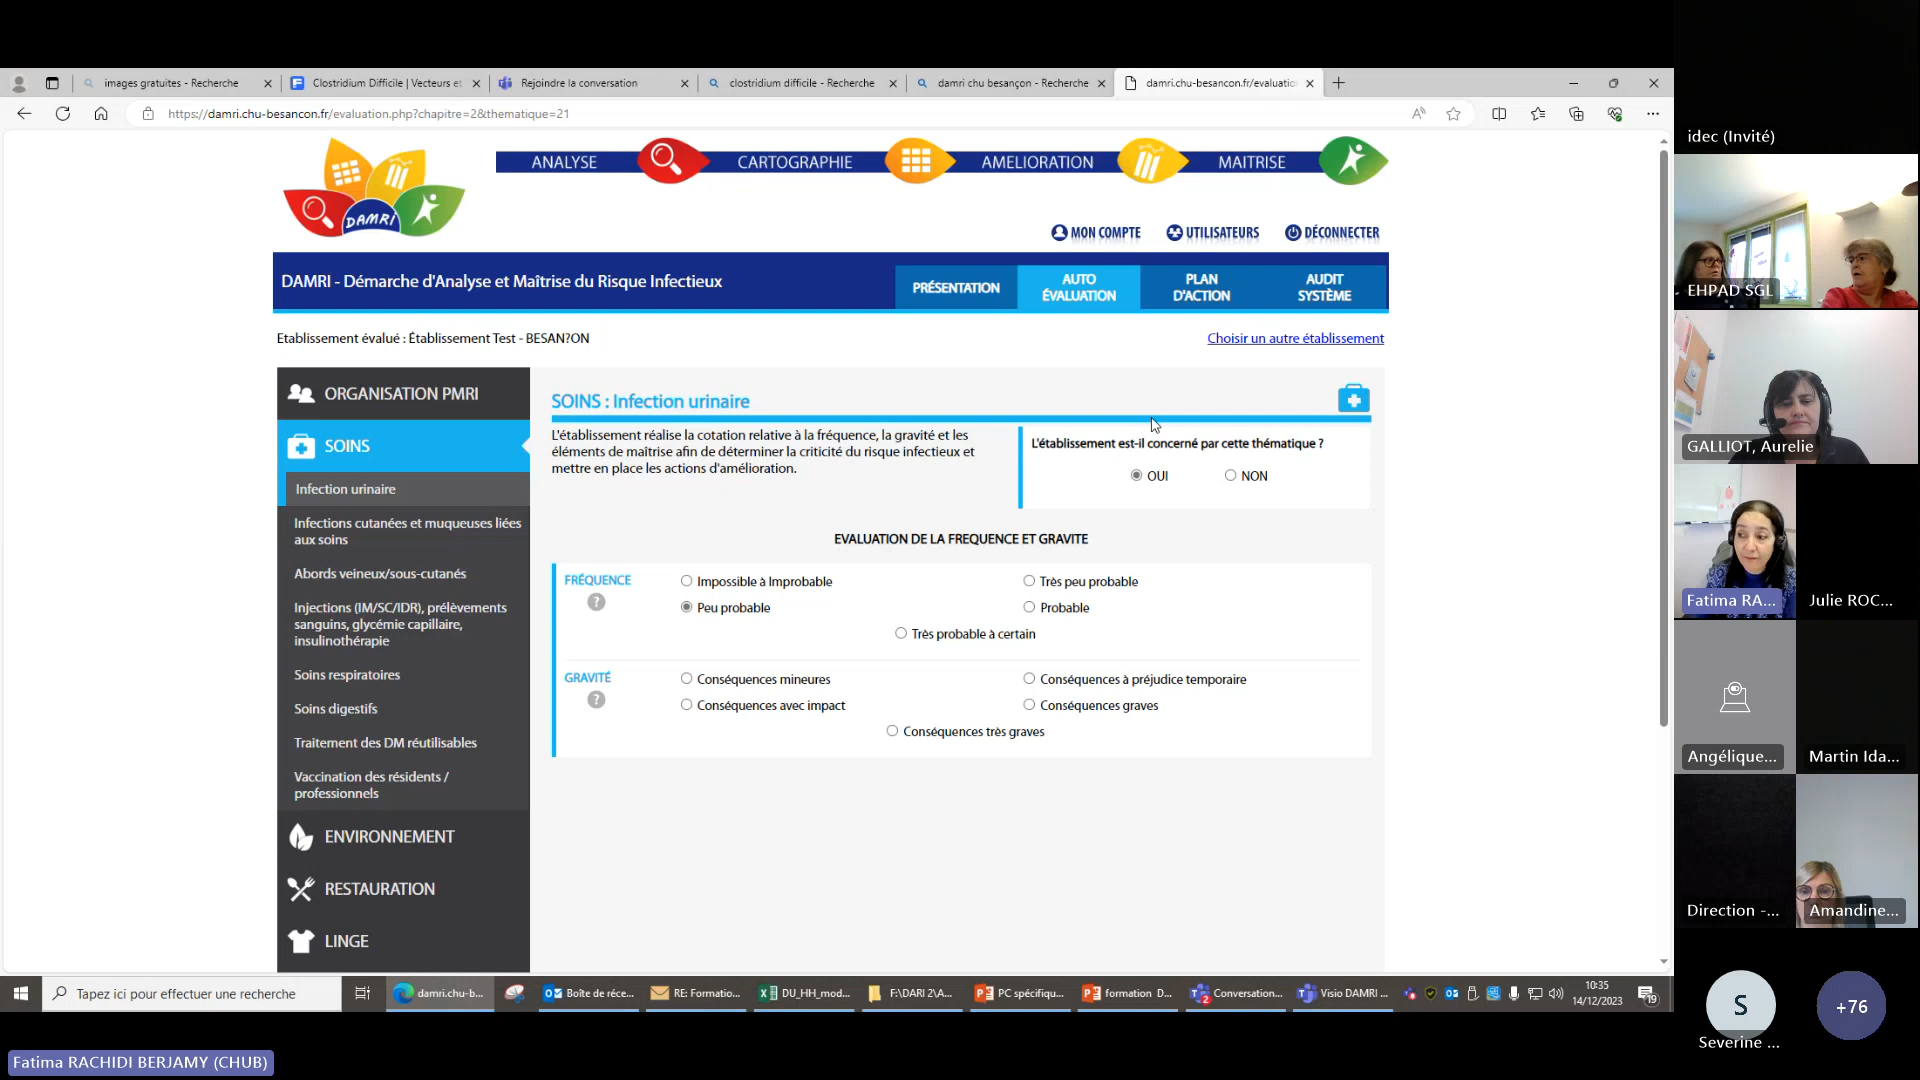 images gratuites - Recherche
Clostridium Difficile | Vecteurs et
Rejoindre la conversation
clostridium difficile - Recherche
damri chu besançon - Recherche
damri.chu-besancon.fr/evaluatio
https://damri.chu-besancon.fr/evaluation.php?chapitre=2&thematique=21
DAMRI
ANALYSE
CARTOGRAPHIE
AMELIORATION
MAITRISE
MON COMPTE
UTILISATEURS
DÉCONNECTER
DAMRI - Démarche d'Analyse et Maîtrise du Risque Infectieux
PRÉSENTATION
AUTO
ÉVALUATION
PLAN
D'ACTION
AUDIT
SYSTÈME
Etablissement évalué : Établissement Test - BESAN?ON
Choisir un autre établissement
ORGANISATION PMRI
SOINS
Infection urinaire
Infections cutanées et muqueuses liées
aux soins
Abords veineux/sous-cutanés
Injections (IM/SC/IDR), prélèvements
sanguins, glycémie capillaire,
insulinothérapie
Soins respiratoires
Soins digestifs
Traitement des DM réutilisables
Vaccination des résidents /
professionnels
ENVIRONNEMENT
RESTAURATION
LINGE
SOINS : Infection urinaire
L'établissement réalise la cotation relative à la fréquence, la gravité et les
éléments de maîtrise afin de déterminer la criticité du risque infectieux et
mettre en place les actions d'amélioration.
L'établissement est-il concerné par cette thématique ?
OUI
NON
EVALUATION DE LA FREQUENCE ET GRAVITE
FRÉQUENCE
?
Impossible à Improbable
Très peu probable
Peu probable
Probable
Très probable à certain
GRAVITÉ
?
Conséquences mineures
Conséquences à préjudice temporaire
Conséquences avec impact
Conséquences graves
Conséquences très graves
Tapez ici pour effectuer une recherche
damri.chu-b...
Boîte de réce...
RE: Formatio...
DU_HH_mod...
F:\DARI 2\A...
PC spécifiqu...
formation D...
Conversation...
Visio DAMRI ...
10:35
14/12/2023
19
idec (Invité)
EHPAD SGL
GALLIOT, Aurelie
Fatima RA...
Julie ROC...
Angélique...
Martin Ida...
Direction -...
Amandine...
S
Severine ...
+76
Fatima RACHIDI BERJAMY (CHUB)